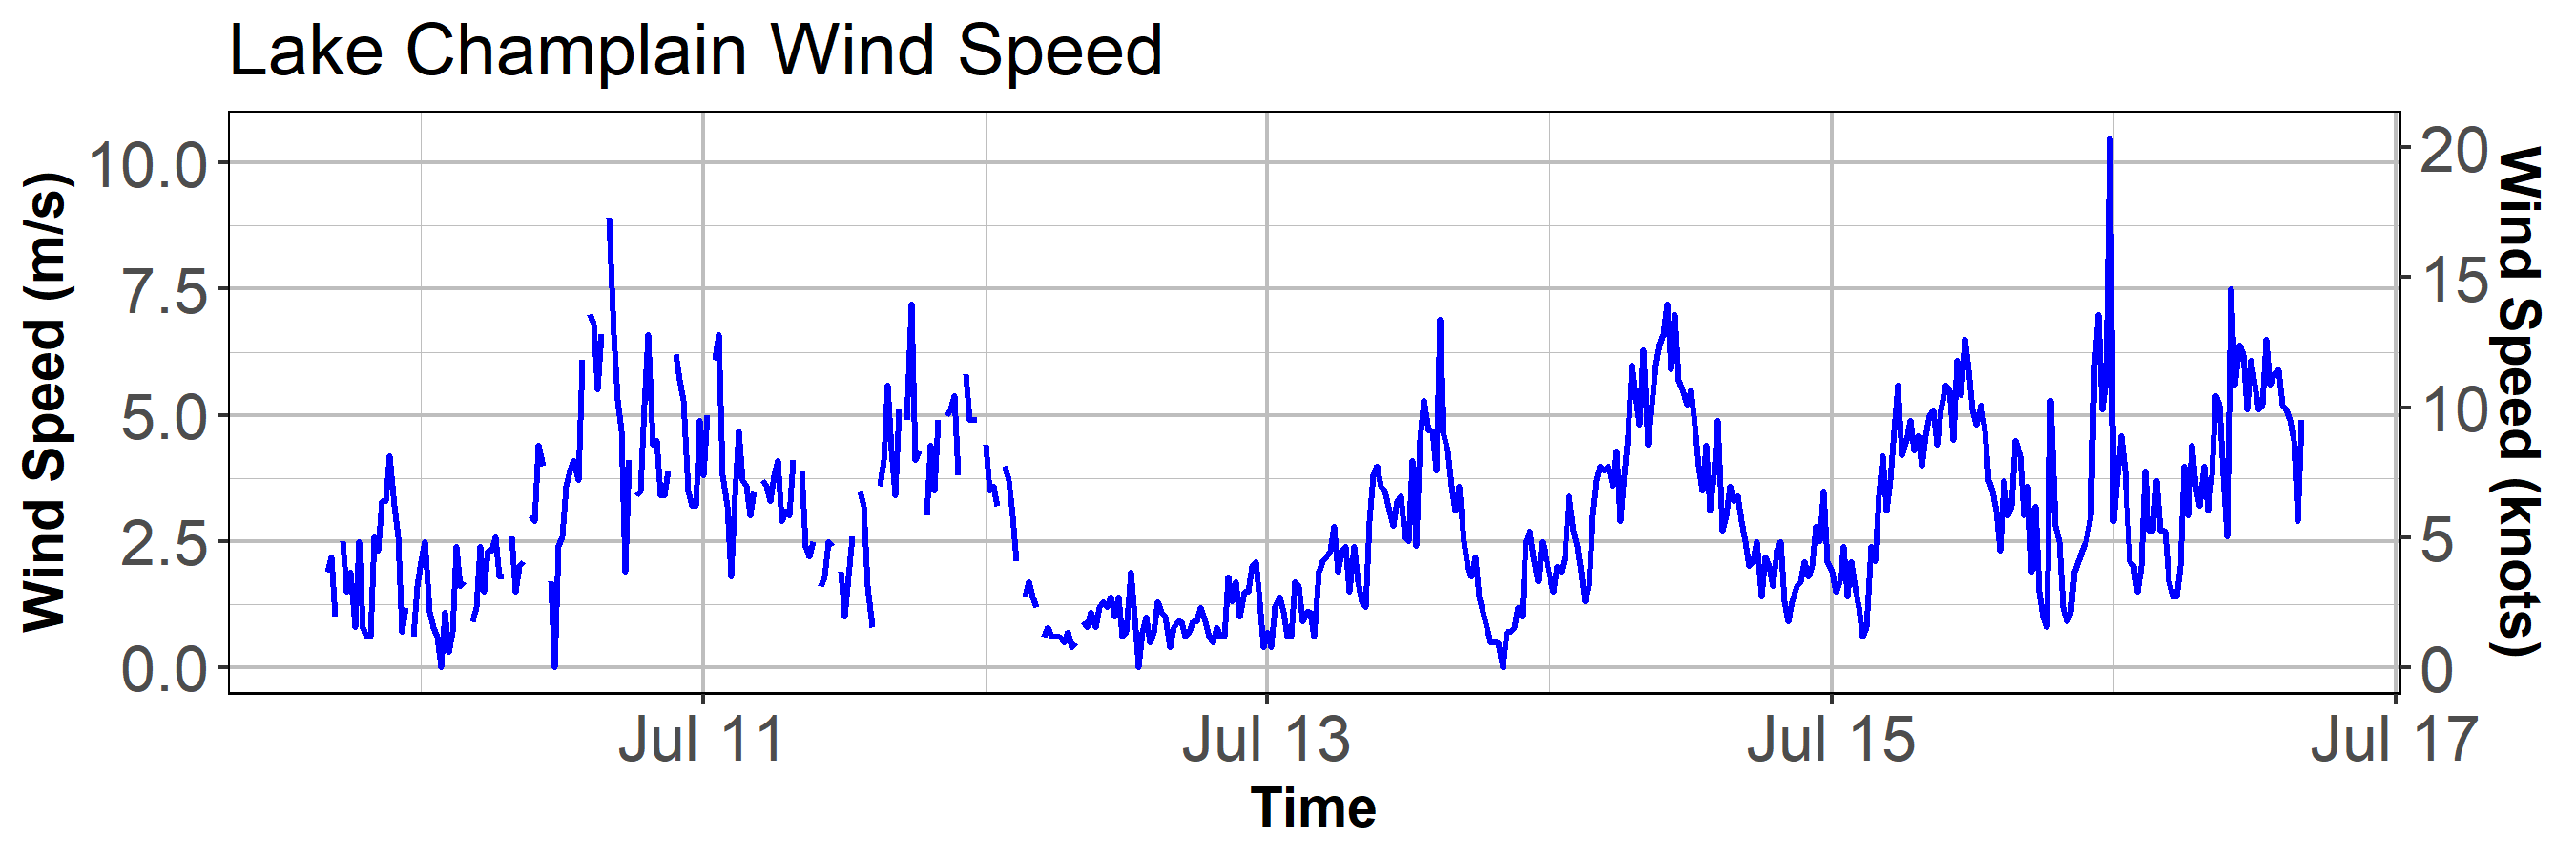 Lake Champlain Wind Speed
Wind Speed (m/s)
10.0
7.5
5.0
2.5
0.0
20
15
10
5
0
Wind Speed (knots)
Jul 11
Jul 13
Jul 15
Jul 17
Time